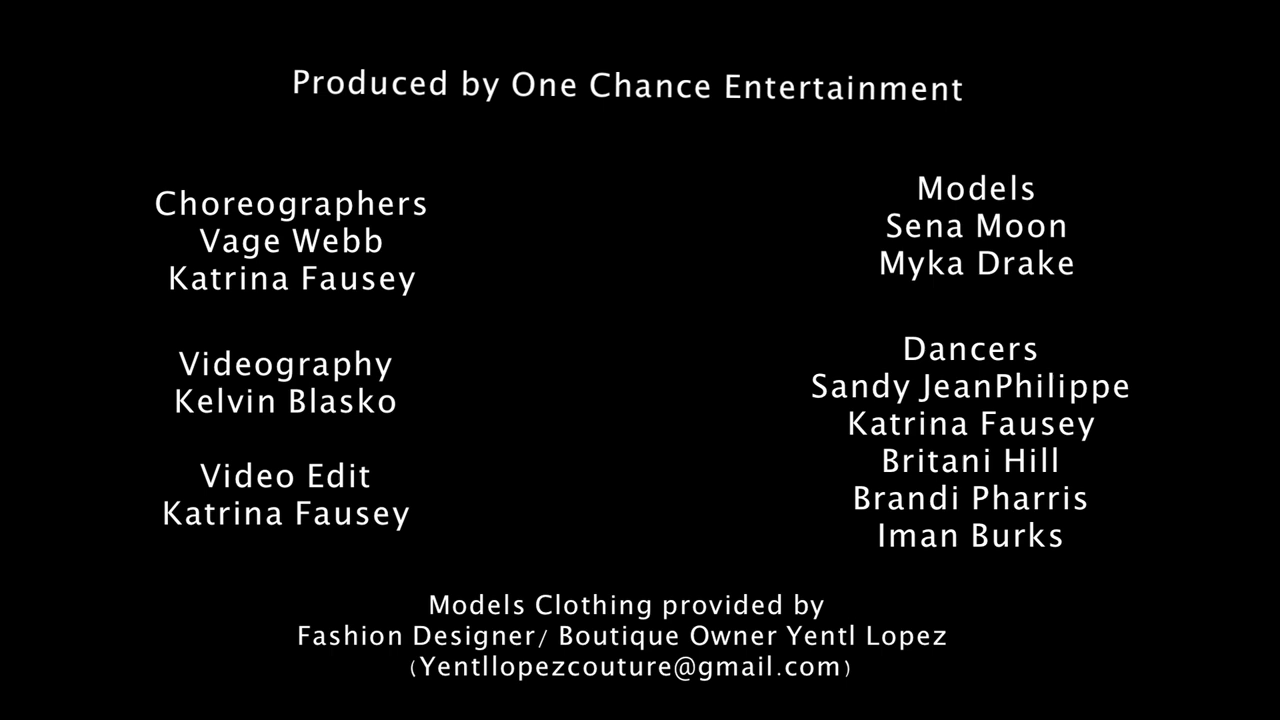 Produced by One Chance Entertainment
Choreographers
Vage Webb
Katrina Fausey
Videography
Kelvin Blasko
Video Edit
Katrina Fausey
Models
Sena Moon
Myka Drake
Dancers
Sandy JeanPhilippe
Katrina Fausey
Britani Hill
Brandi Pharris
Iman Burks
Models Clothing provided by
Fashion Designer/ Boutique Owner Yentl Lopez
(Yentllopezcouture@gmail.com)